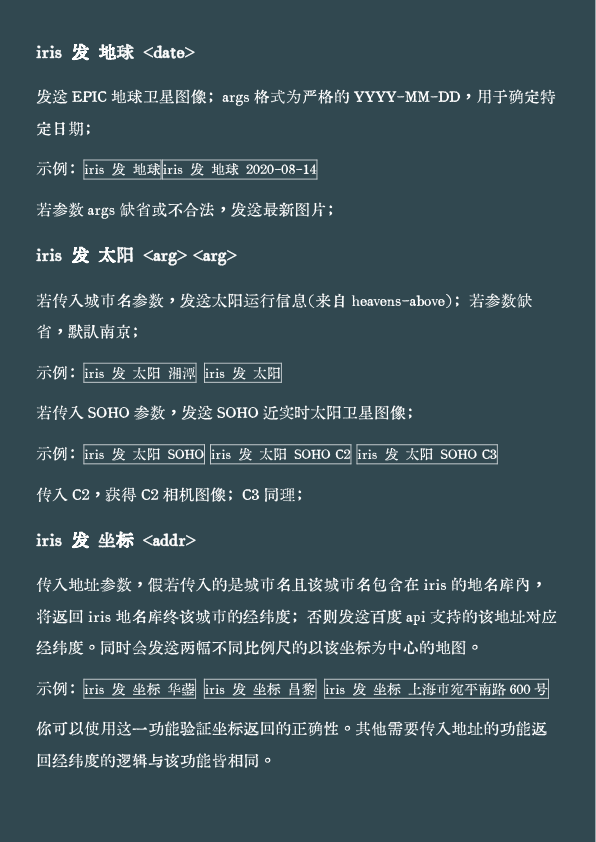 iris 发 地球 <date>
发送 EPIC 地球卫星图像; args 格式为严格的 YYYY-MM-DD，用于确定特
定日期;
示例: iris 发 地球 iris 发 地球 2020-08-14
若参数 args 缺省或不合法，发送最新图片;
iris 发 太阳 <arg> <arg>
若传入城市名参数，发送太阳运行信息(来自 heavens-above); 若参数缺
省，默认南京;
示例: iris 发 太阳 湘潭 iris 发 太阳
若传入 SOHO 参数，发送 SOHO 近实时太阳卫星图像;
示例: iris 发 太阳 SOHO iris 发 太阳 SOHO C2 iris 发 太阳 SOHO C3
传入 C2，获得 C2 相机图像; C3 同理;
iris 发 坐标 <addr>
传入地址参数，假若传入的是城市名且该城市名包含在 iris 的地名库内，
将返回 iris 地名库终该城市的经纬度; 否则发送百度 api 支持的该地址对应
经纬度。同时会发送两幅不同比例尺的以该坐标为中心的地图。
示例: iris 发 坐标 华蓥 iris 发 坐标 昌黎 iris 发 坐标 上海市宛平南路 600 号
你可以使用这一功能验证坐标返回的正确性。其他需要传入地址的功能返
回经纬度的逻辑与该功能皆相同。